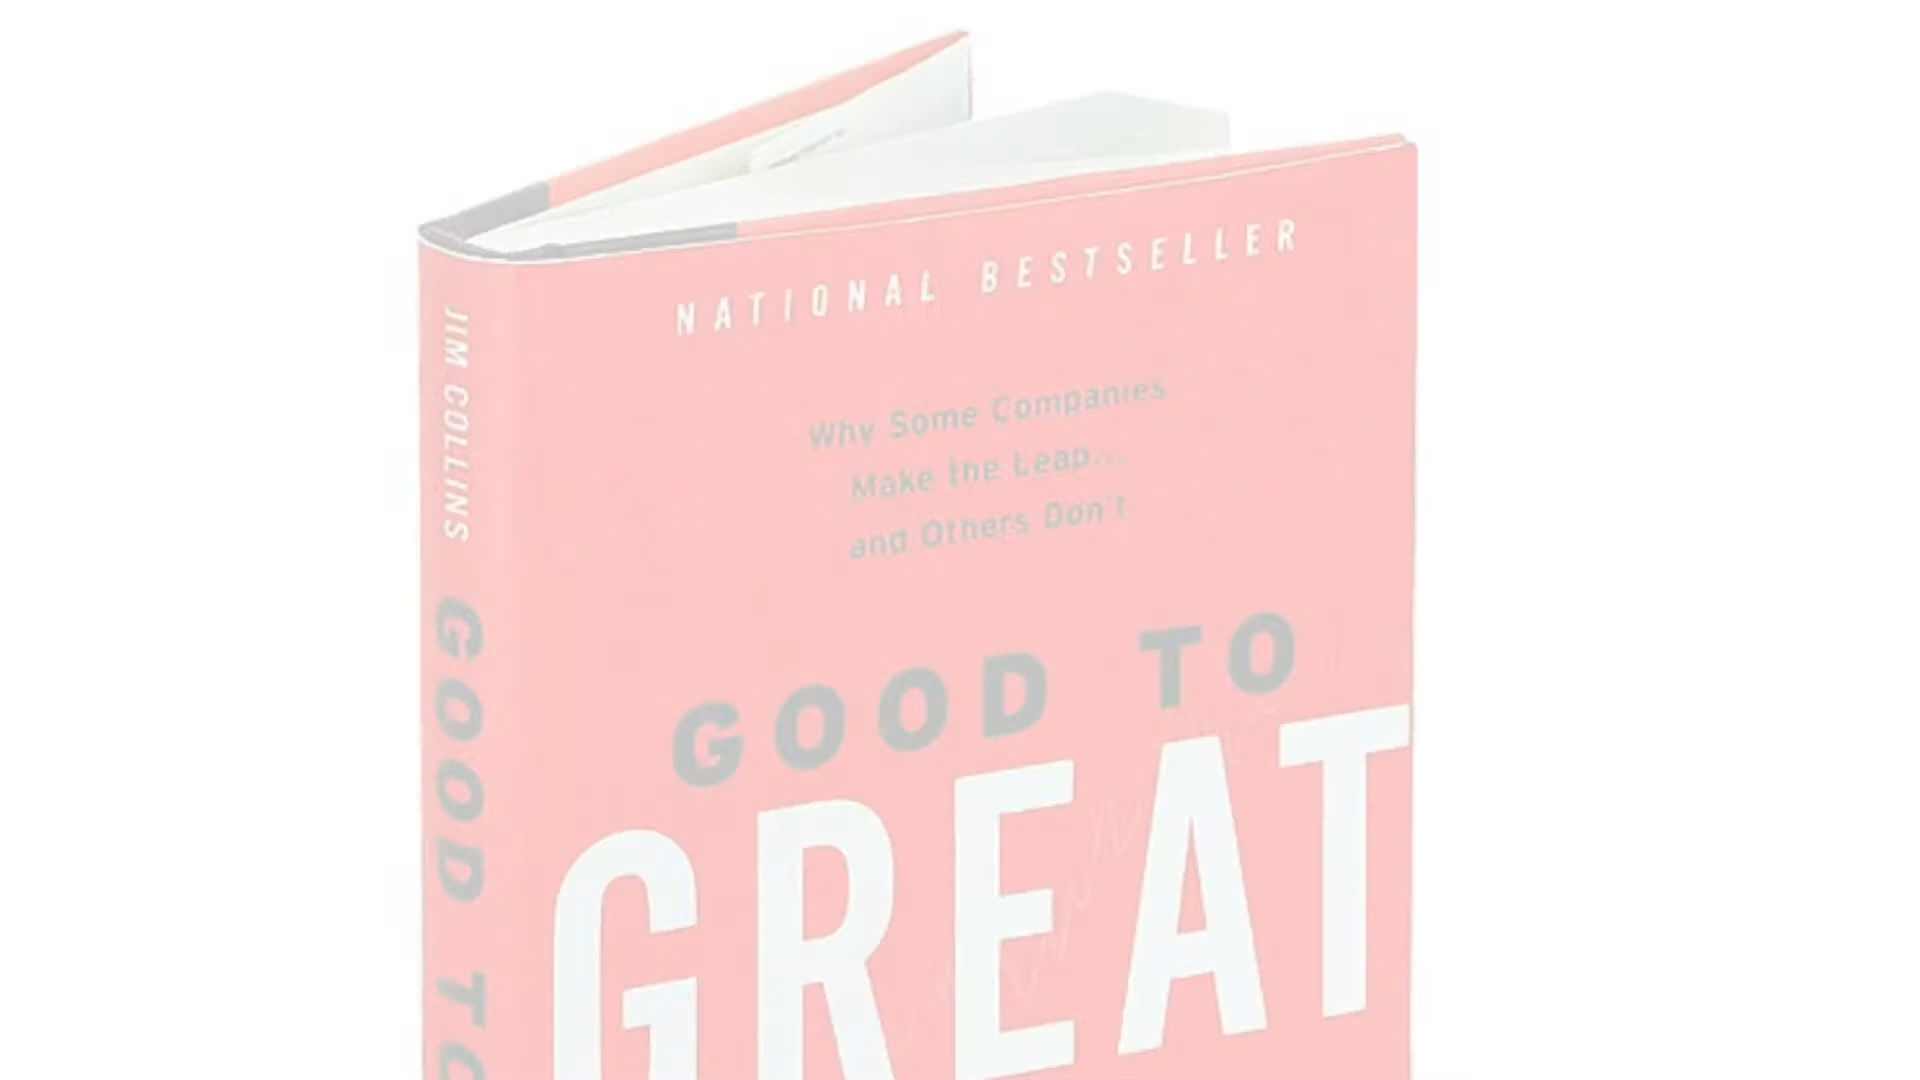 NATIONAL BESTSELLER
Why Some Companies
Make the Leap...
and Others Don't
GOOD TO
GREAT
JIM COLLINS
GOOD TO